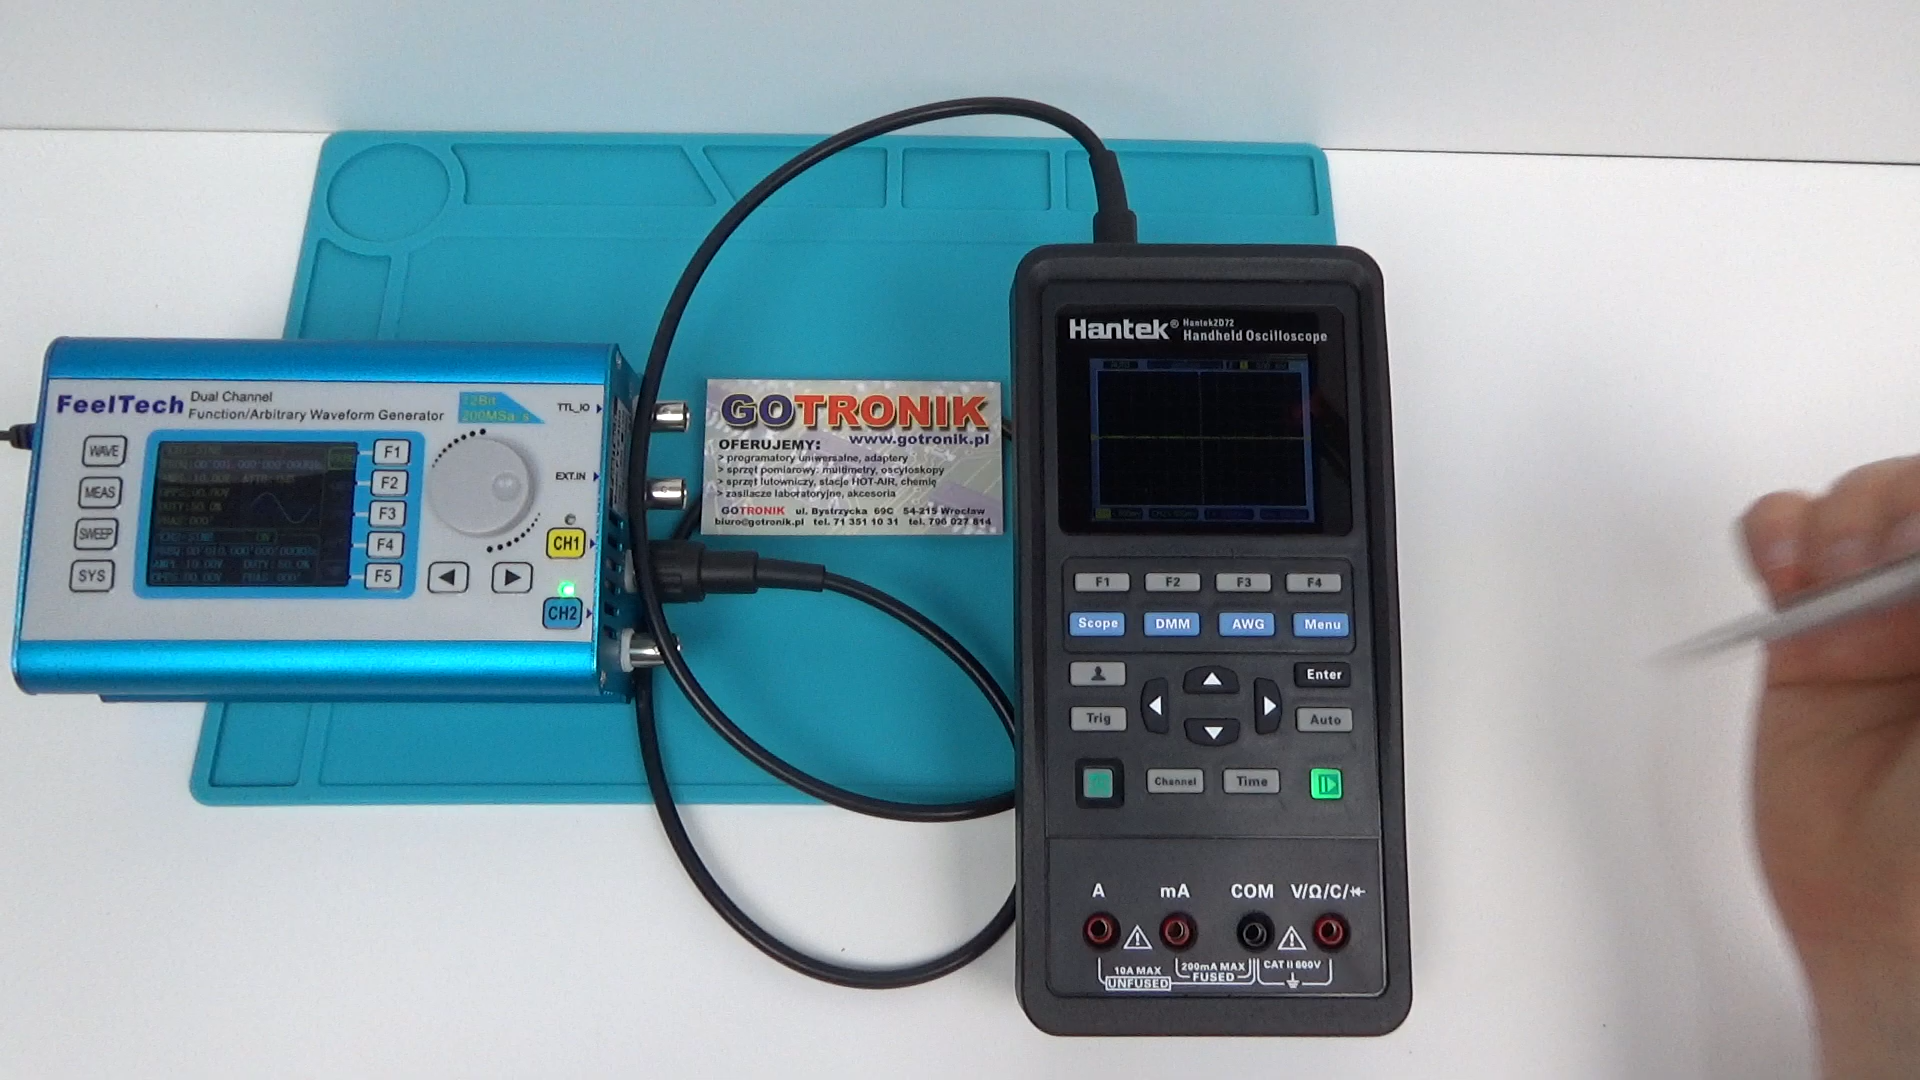 FeelTech
Dual Channel
Function/Arbitrary Waveform Generator
200MSa/s
WAVE
MEAS
SWEEP
SYS
F1
F2
F3
F4
F5
TTL_IO
EXT.IN
CH1
CH2
GOTRONIK
www.gotronik.pl
OFERUJEMY:
> programatory uniwersalne, adaptery
> sprzęt pomiarowy: multimetry, oscyloskopy
> sprzęt lutowniczy, stacje HOT-AIR, chemię
> zasilacze laboratoryjne, akcesoria
GOTRONIK ul. Bystrzycka 69C 54-215 Wrocław
biuro@gotronik.pl tel. 71 351 10 31 tel. 796 027 814
Hantek®
Hantek2D72
Handheld Oscilloscope
F1 F2 F3 F4
Scope DMM AWG Menu
Enter
Trig
Auto
Channel
Time
A mA COM V/Ω/C/
10A MAX
UNFUSED
200mA MAX
FUSED
CAT II 600V